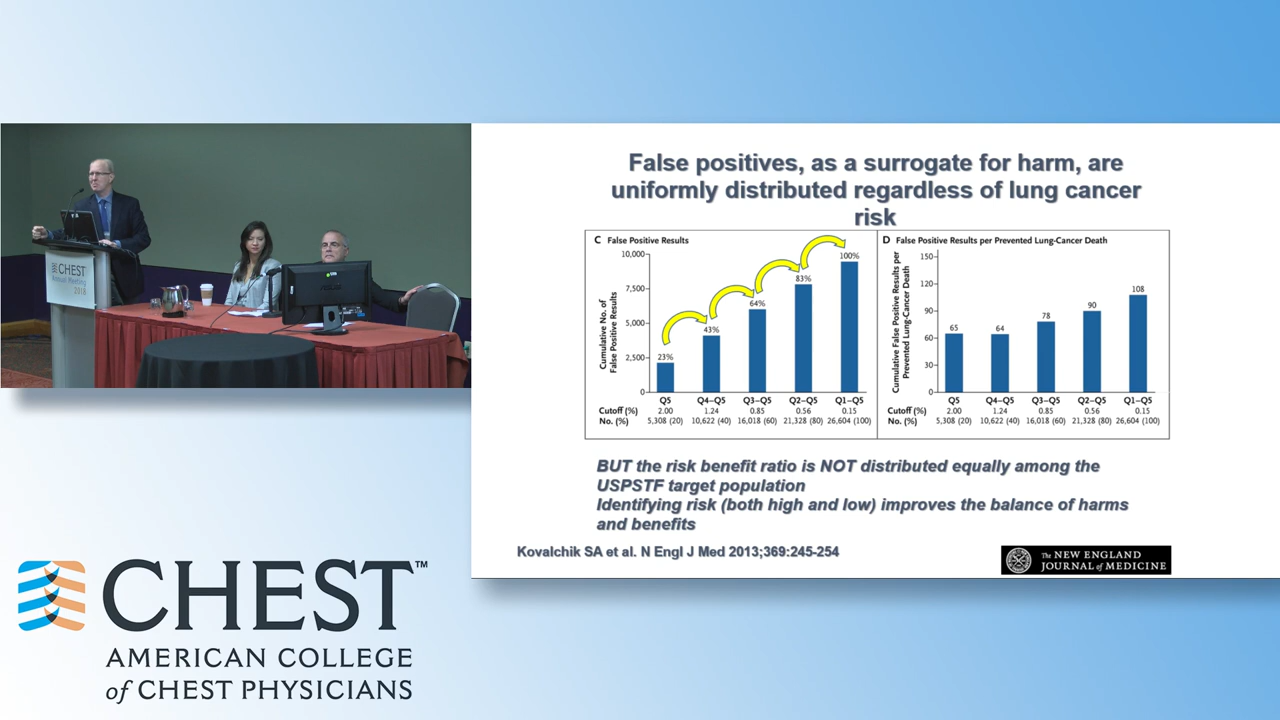 CHEST
Annual Meeting
2018
False positives, as a surrogate for harm, are
uniformly distributed regardless of lung cancer
risk
C False Positive Results
Cumulative No. of
False Positive Results
10,000
7,500
5,000
2,500
0
23%
43%
64%
83%
100%
Q5 Q4–Q5 Q3–Q5 Q2–Q5 Q1–Q5
Cutoff (%) 2.00 1.24 0.85 0.56 0.15
No. (%) 5,308 (20) 10,622 (40) 16,018 (60) 21,328 (80) 26,604 (100)
D False Positive Results per Prevented Lung-Cancer Death
Cumulative False Positive Results per
Prevented Lung-Cancer Death
150
120
90
60
30
0
65
64
78
90
108
Q5 Q4–Q5 Q3–Q5 Q2–Q5 Q1–Q5
Cutoff (%) 2.00 1.24 0.85 0.56 0.15
No. (%) 5,308 (20) 10,622 (40) 16,018 (60) 21,328 (80) 26,604 (100)
BUT the risk benefit ratio is NOT distributed equally among the
USPSTF target population
Identifying risk (both high and low) improves the balance of harms
and benefits
Kovalchik SA et al. N Engl J Med 2013;369:245-254
The NEW ENGLAND
JOURNAL of MEDICINE
CHEST™
AMERICAN COLLEGE
of CHEST PHYSICIANS